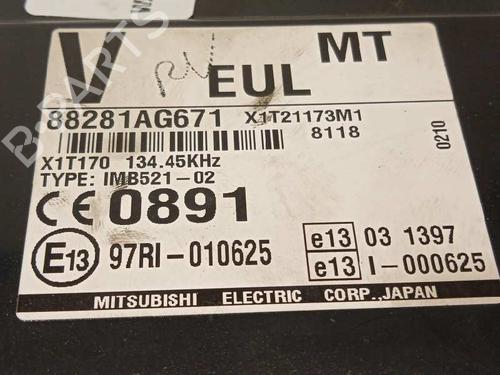 V EUL MT
88281AG671 X1T21173M1
8118
0210
X1T170 134.45KHz
TYPE: IMB521-02
CE 0891
E13 97RI-010625
e13 03 1397
e13 I-000625
MITSUBISHI ELECTRIC CORP.,JAPAN
B-PARTS